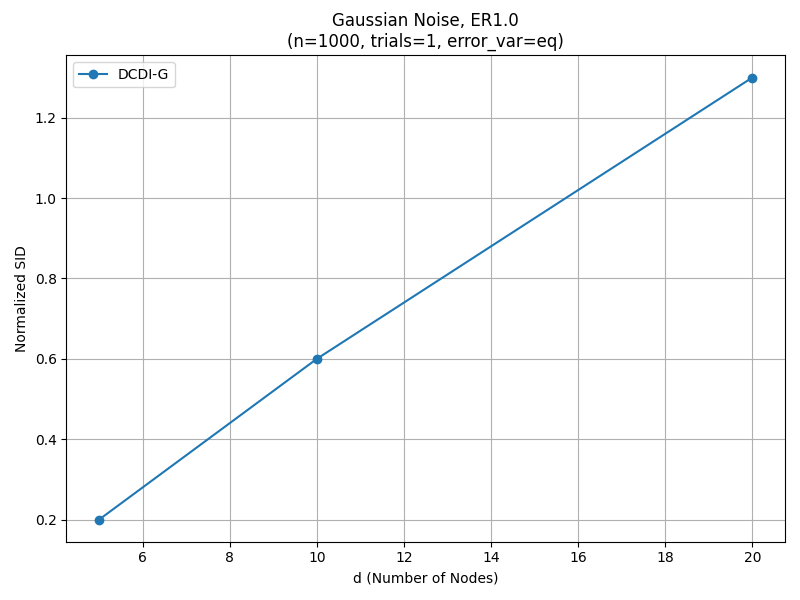 Gaussian Noise, ER1.0
(n=1000, trials=1, error_var=eq)
DCDI-G
Normalized SID
1.2
1.0
0.8
0.6
0.4
0.2
6 8 10 12 14 16 18 20
d (Number of Nodes)